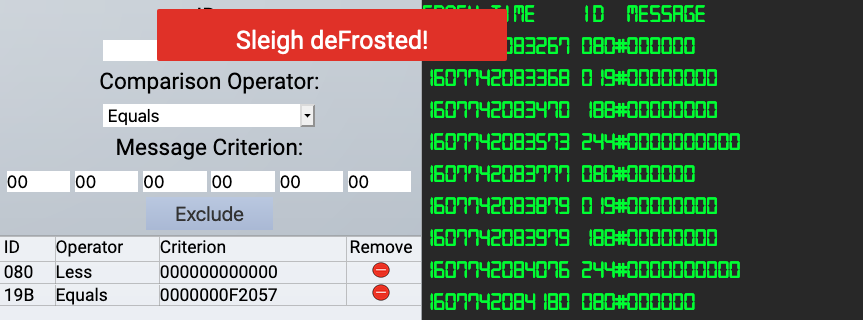 Sleigh deFrosted!
Comparison Operator:
Equals
Message Criterion:
00 00 00 00 00 00
Exclude
ID Operator Criterion Remove
080 Less 000000000000
19B Equals 0000000F2057
TIME ID MESSAGE
083267 080#000000
1607742083368 019#00000000
1607742083470 188#00000000
1607742083573 244#0000000000
1607742083777 080#000000
1607742083879 019#00000000
1607742083979 188#00000000
1607742084076 244#0000000000
1607742084180 080#000000